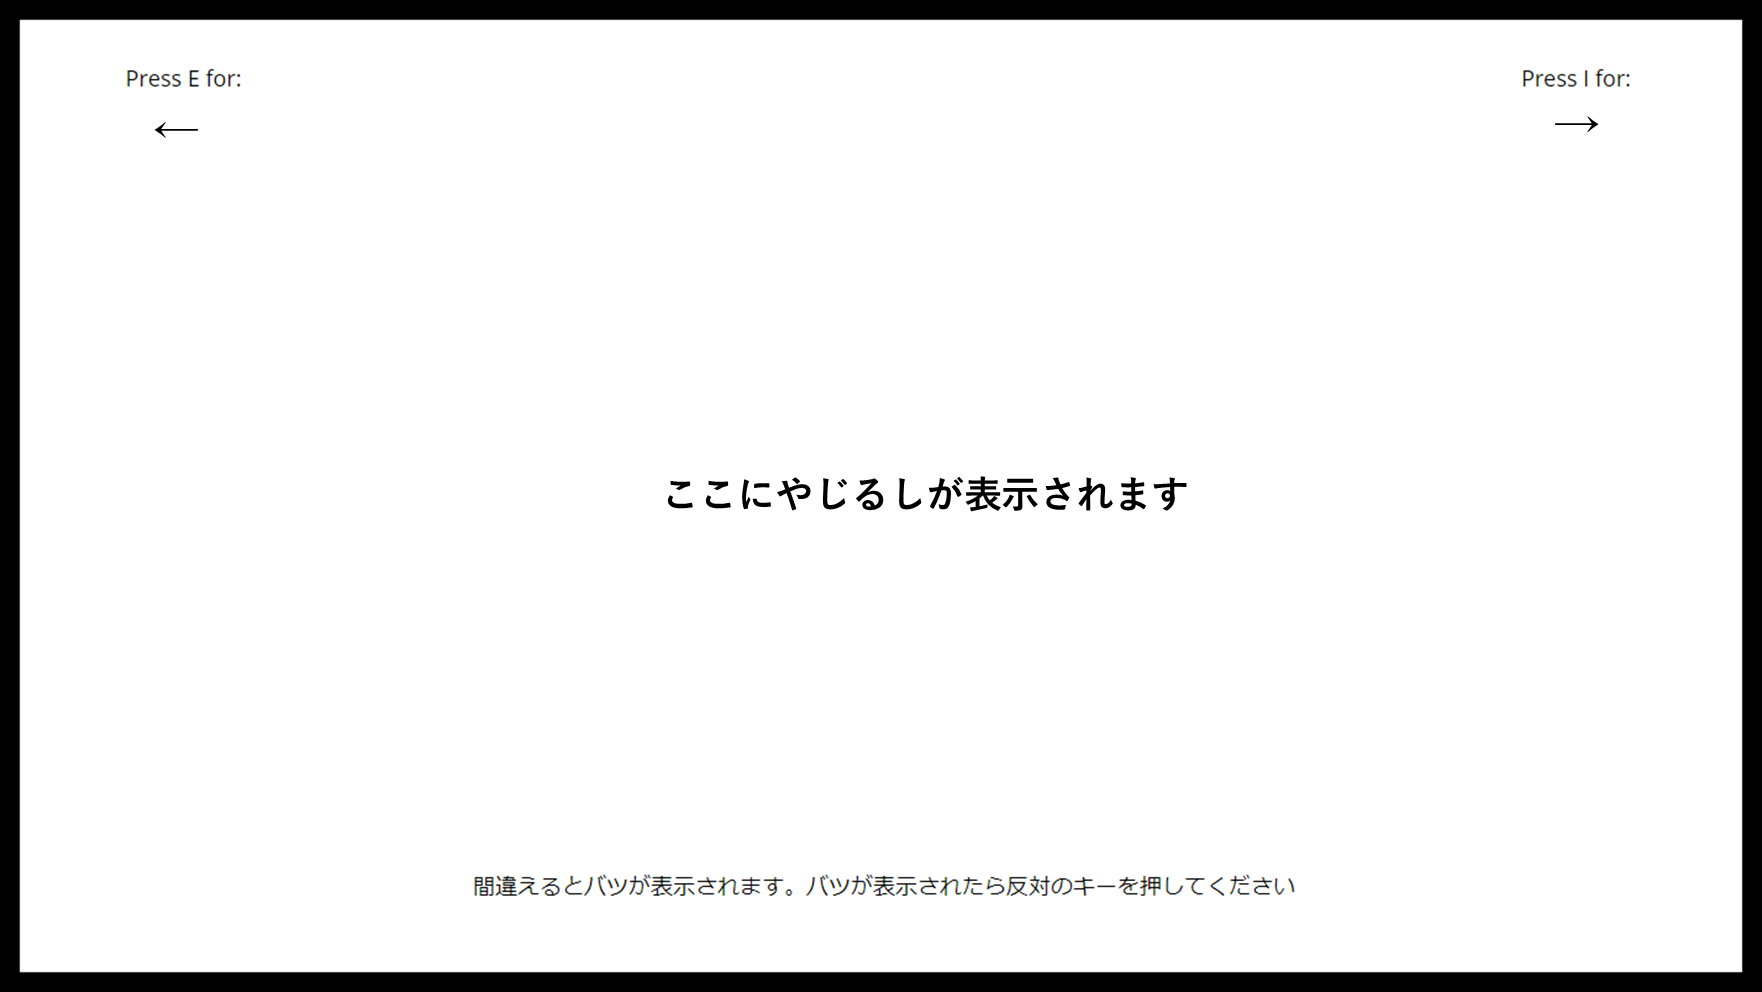 Press E for:
Press I for:
←
→
ここにやじるしが表示されます
間違えるとバツが表示されます。バツが表示されたら反対のキーを押してください